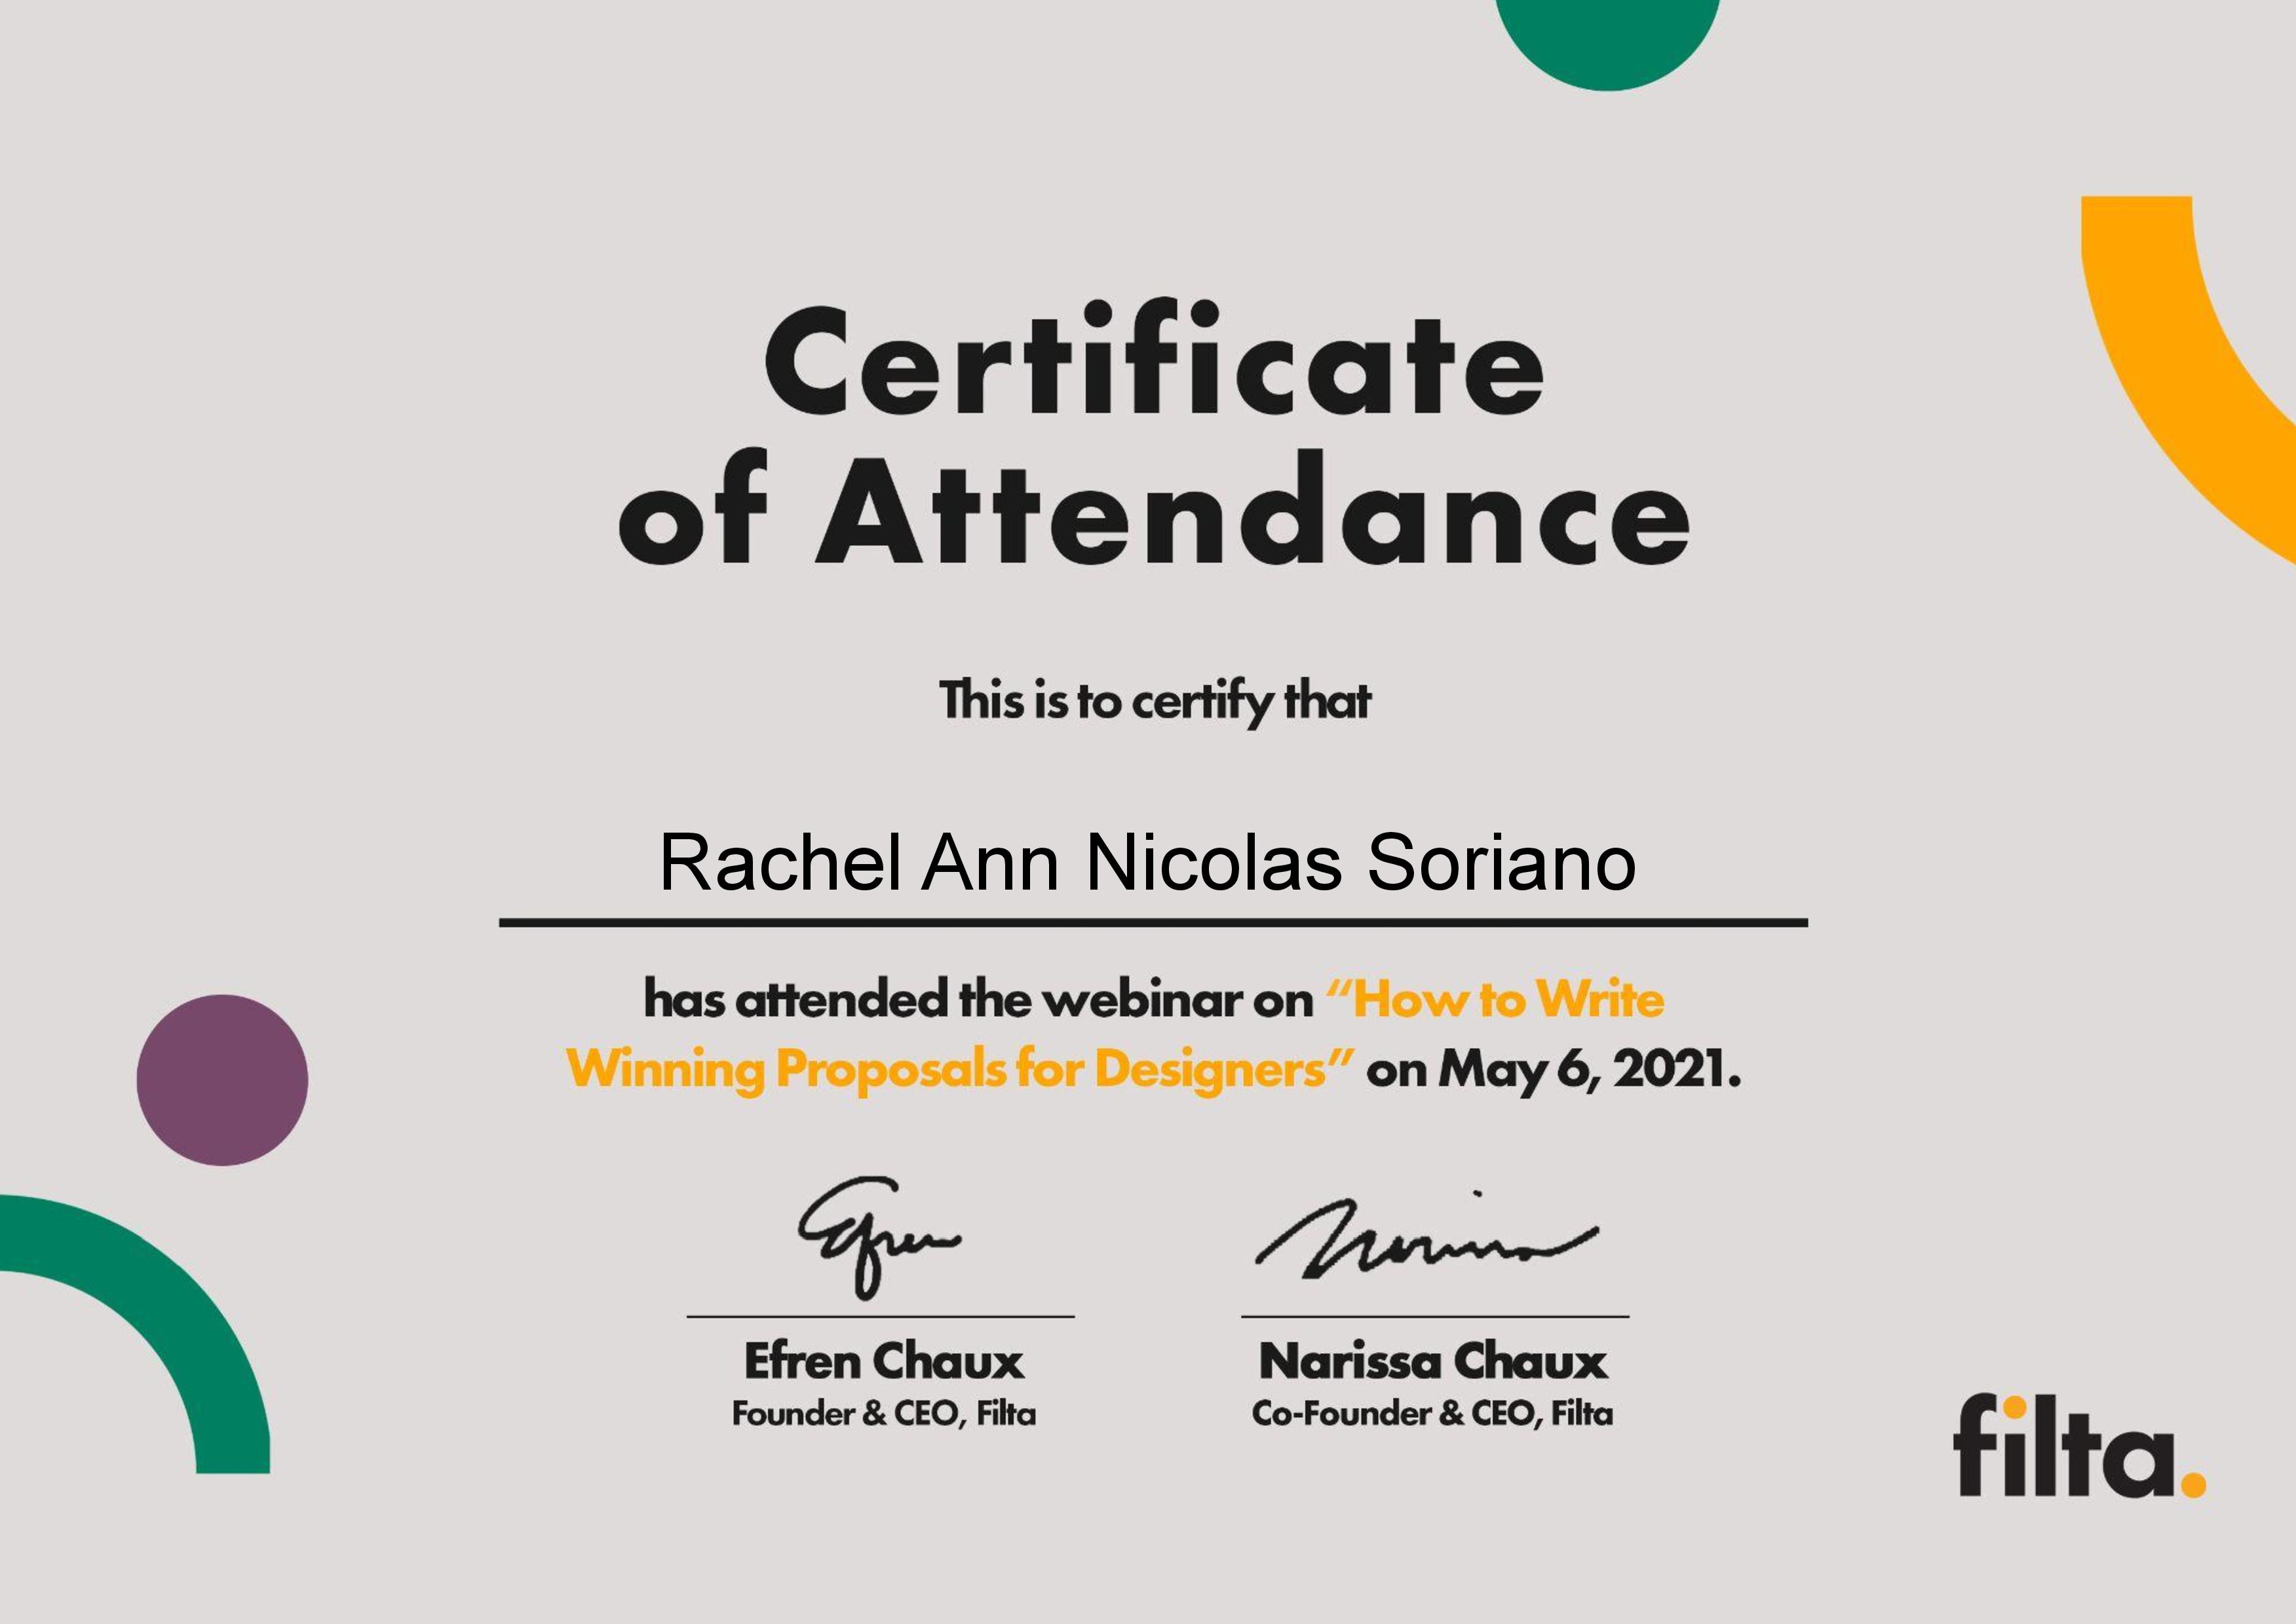 Certificate
of Attendance
This is to certify that
Rachel Ann Nicolas Soriano
has attended the webinar on “How to Write
Winning Proposals for Designers” on May 6, 2021.
Efren
Narissa
Efren Chaux
Narissa Chaux
Founder & CEO, Filta
Co-Founder & CEO, Filta
filta.